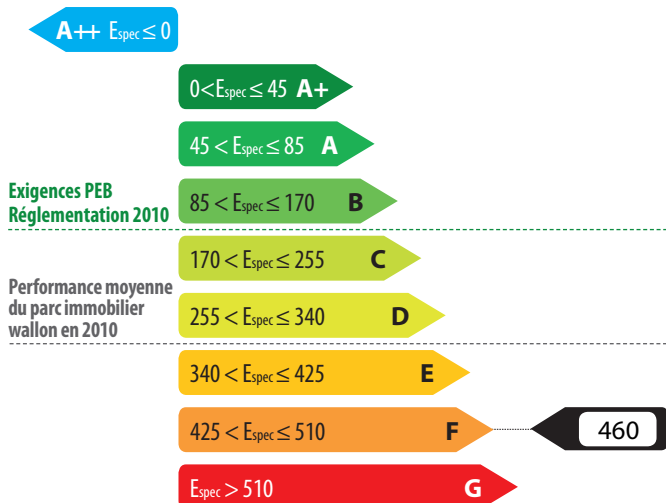 A++ Espec ≤ 0
0<Espec ≤ 45 A+
45 < Espec ≤ 85 A
Exigences PEB
Réglementation 2010
85 < Espec ≤ 170 B
170 < Espec ≤ 255 C
Performance moyenne
du parc immobilier
wallon en 2010
255 < Espec ≤ 340 D
340 < Espec ≤ 425 E
425 < Espec ≤ 510 F
460
Espec > 510 G